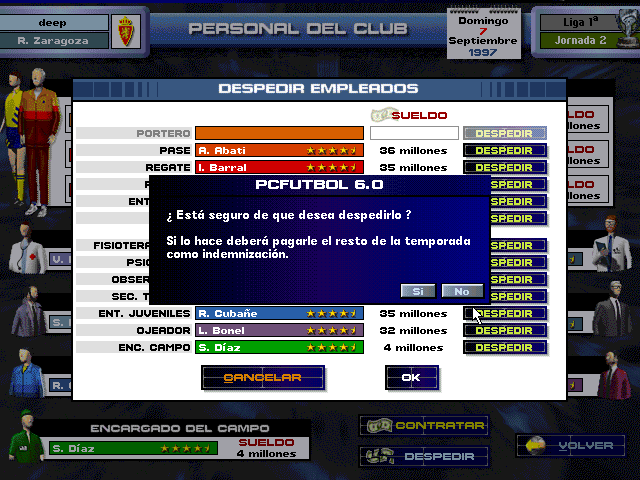 deep
R. Zaragoza
PERSONAL DEL CLUB
Domingo
7
Septiembre
1997
Liga 1ª
Jornada 2
DESPEDIR EMPLEADOS
SUELDO
PORTERO
DESPEDIR
PASE A. Abati 36 millones DESPEDIR
REGATE I. Barral 35 millones DESPEDIR
PCFUTBOL 6.0
¿ Está seguro de que desea despedirlo ?
Si lo hace deberá pagarle el resto de la temporada
como indemnización.
Si No
ENT. JUVENILES R. Cubañe 35 millones DESPEDIR
OJEADOR L. Bonel 32 millones DESPEDIR
ENC. CAMPO S. Díaz 4 millones DESPEDIR
CANCELAR OK
ENCARGADO DEL CAMPO
S. Díaz
SUELDO
4 millones
CONTRATAR
DESPEDIR
VOLVER